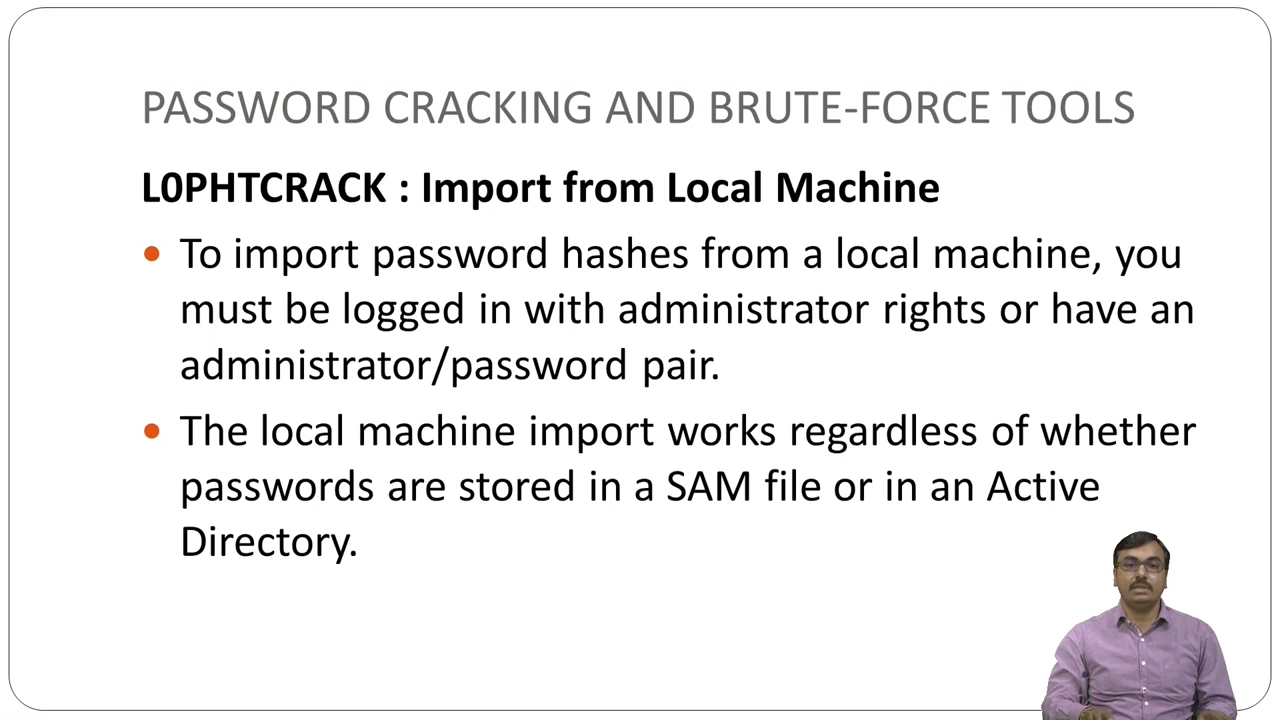 PASSWORD CRACKING AND BRUTE-FORCE TOOLS
L0PHTCRACK : Import from Local Machine
• To import password hashes from a local machine, you
must be logged in with administrator rights or have an
administrator/password pair.
• The local machine import works regardless of whether
passwords are stored in a SAM file or in an Active
Directory.